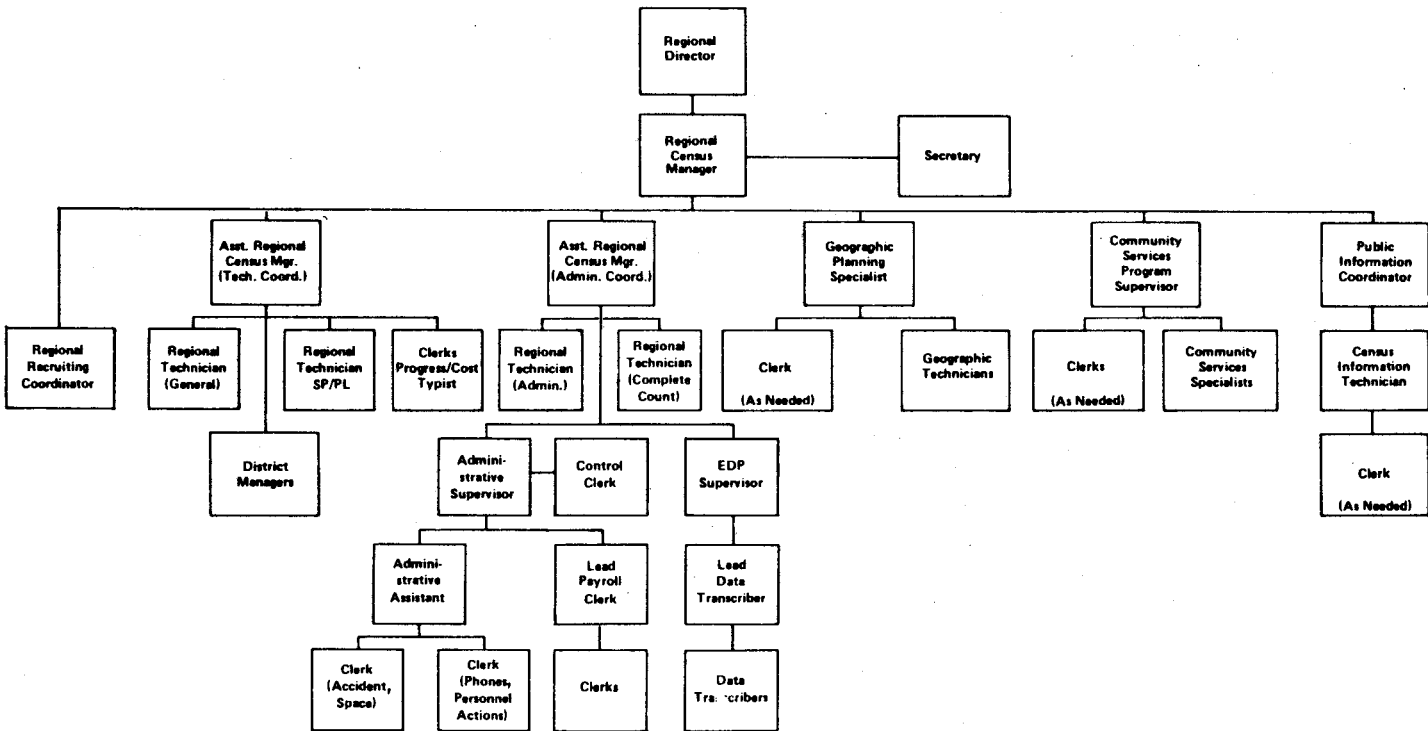 Regional
Director
Regional
Census
Manager
Secretary
Asst. Regional
Census Mgr.
(Tech. Coord.)
Asst. Regional
Census Mgr.
(Admin. Coord.)
Geographic
Planning
Specialist
Community
Services
Program
Supervisor
Public
Information
Coordinator
Regional
Recruiting
Coordinator
Regional
Technician
(General)
Regional
Technician
SP/PL
Clerks
Progress/Cost
Typist
Regional
Technician
(Admin.)
Regional
Technician
(Complete
Count)
Clerk
(As Needed)
Geographic
Technicians
Clerks
(As Needed)
Community
Services
Specialists
Census
Information
Technician
District
Managers
Admini-
strative
Supervisor
Control
Clerk
EDP
Supervisor
Clerk
(As Needed)
Admini-
strative
Assistant
Lead
Payroll
Clerk
Lead
Data
Transcriber
Clerk
(Accident,
Space)
Clerk
(Phones,
Personnel
Actions)
Clerks
Data
Transcribers